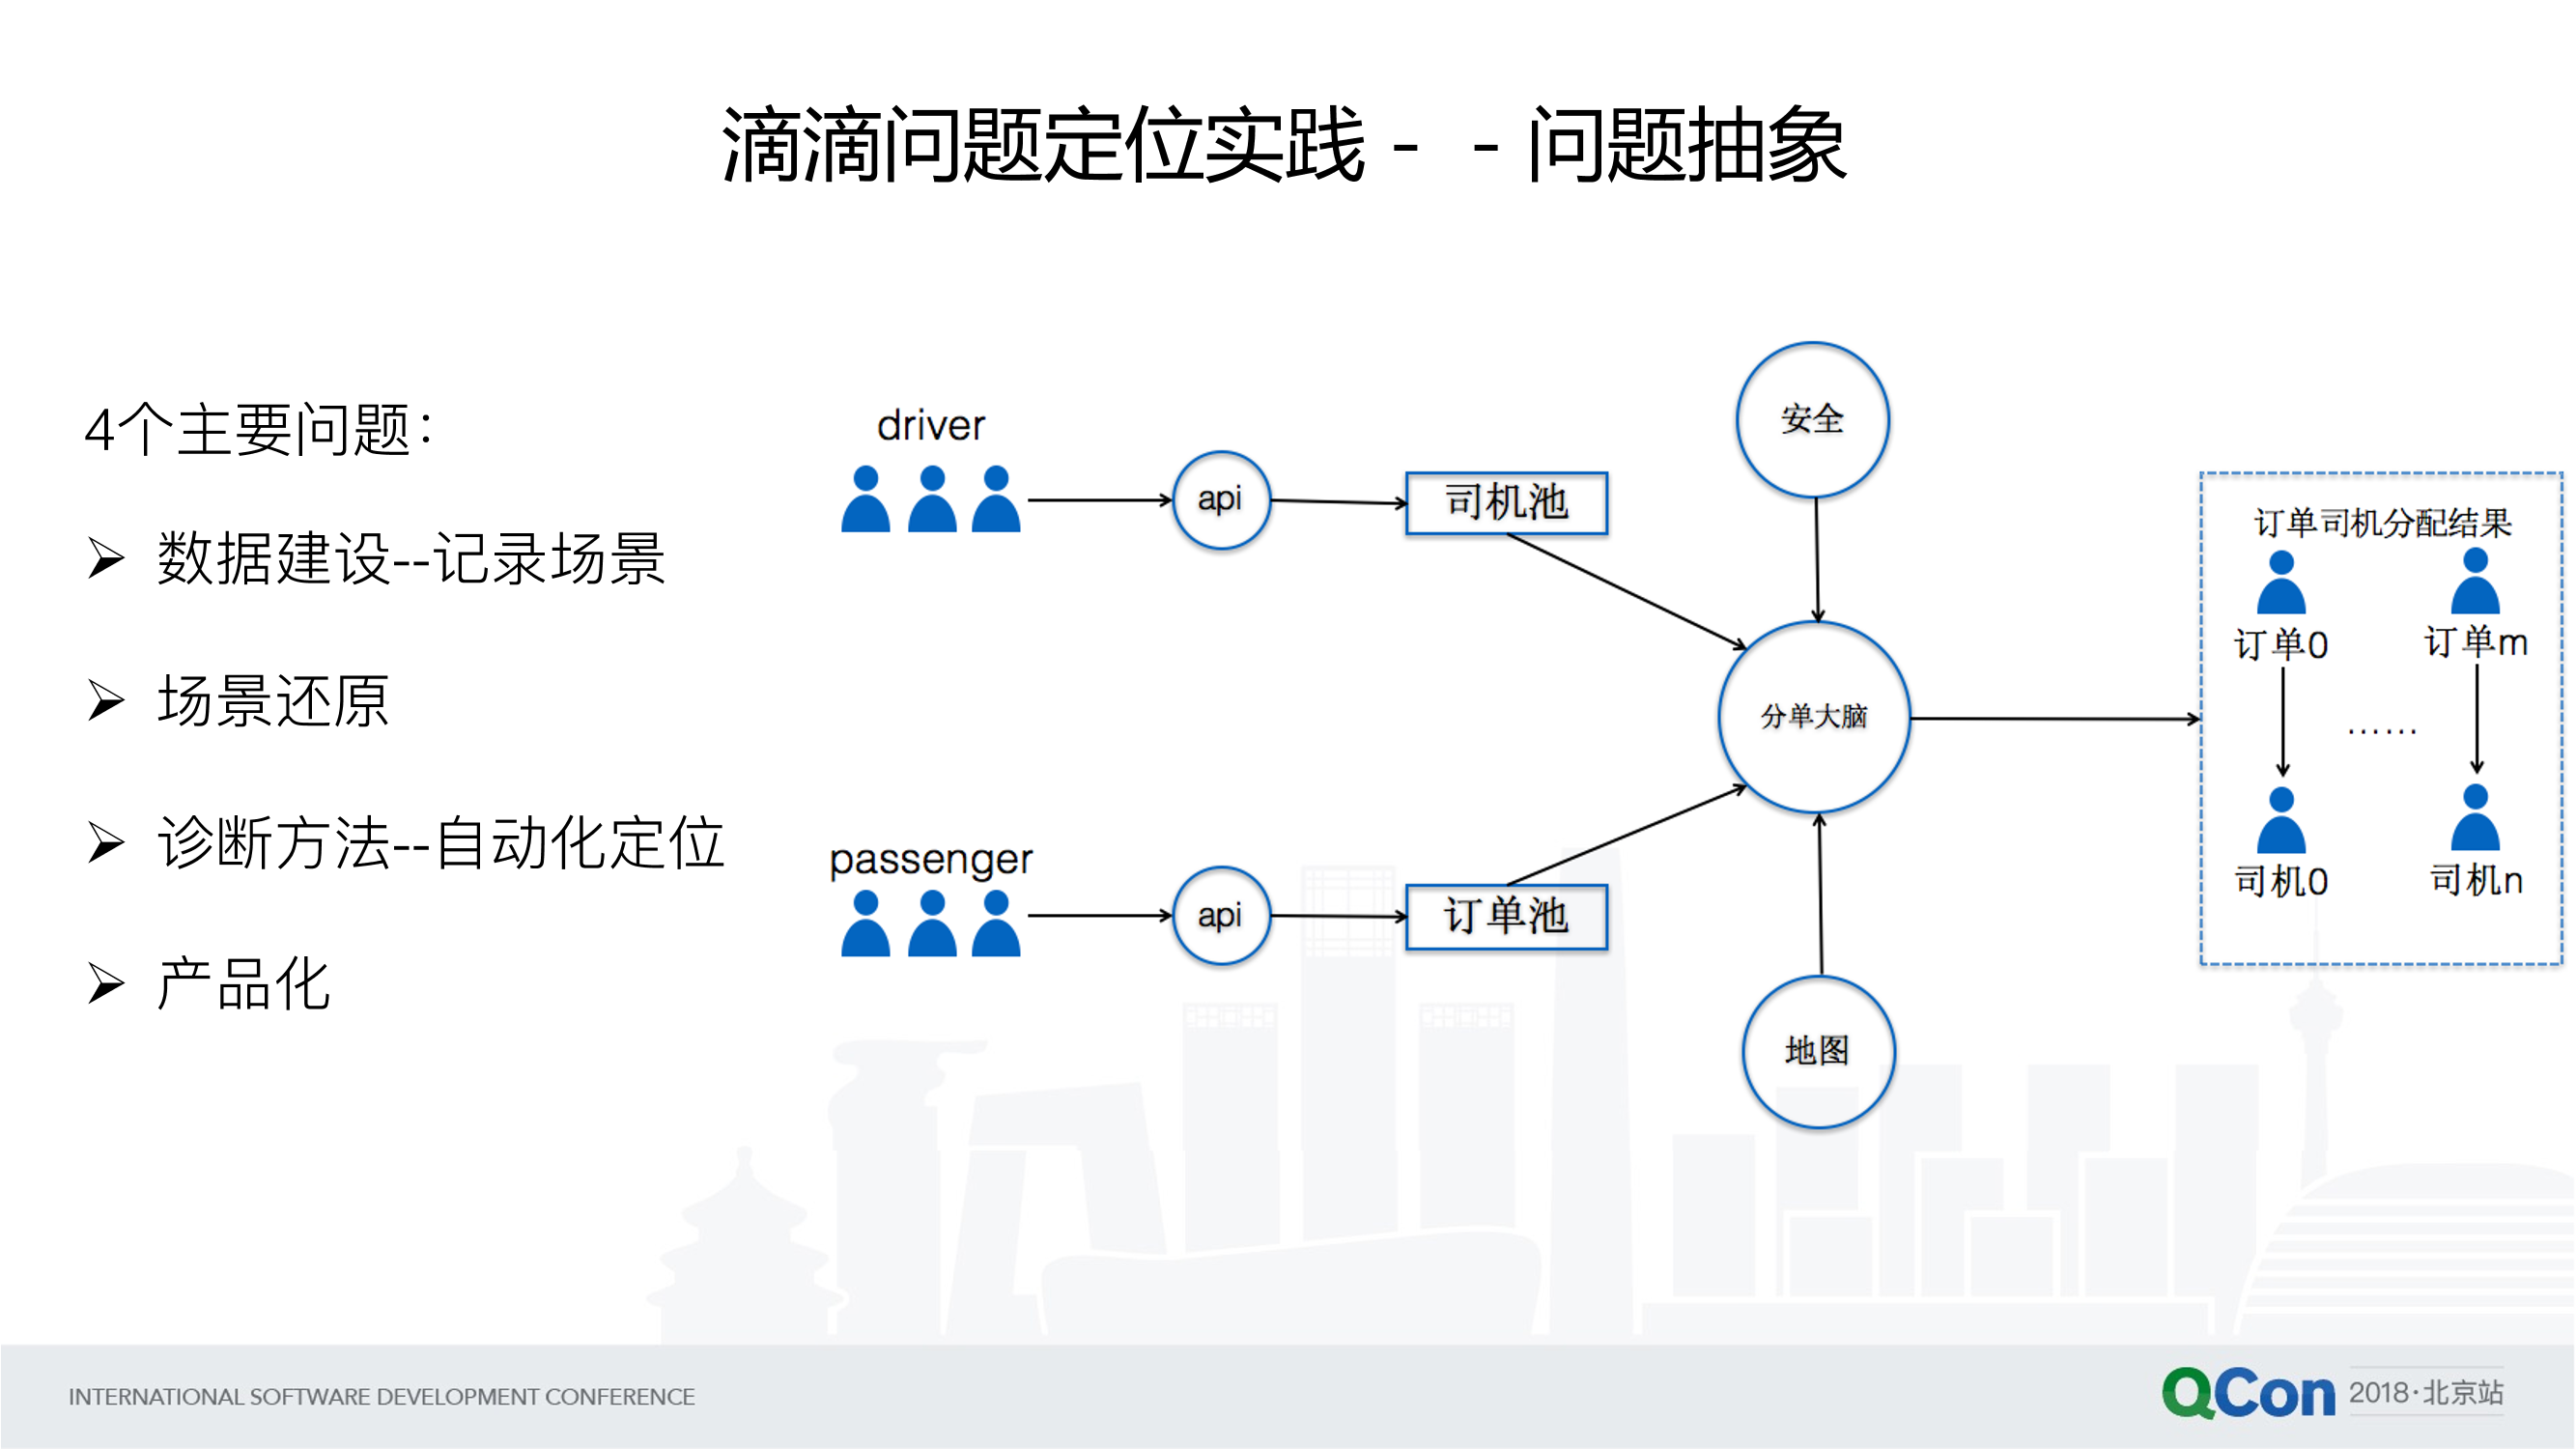 滴滴问题定位实践- -问题抽象
4个主要问题：
数据建设--记录场景
场景还原
诊断方法--自动化定位
产品化
driver
api
司机池
passenger
api
订单池
安全
分单大脑
地图
订单司机分配结果
订单0
订单m
……
司机0
司机n
INTERNATIONAL SOFTWARE DEVELOPMENT CONFERENCE
QCon 2018·北京站